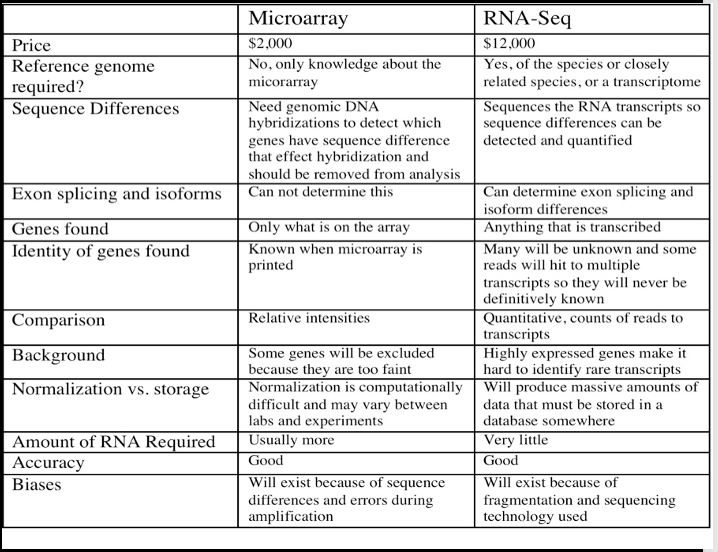 Microarray RNA-Seq
Price $2,000 $12,000
Reference genome
required?
No, only knowledge about the
micorarray
Yes, of the species or closely
related species, or a transcriptome
Sequence Differences
Need genomic DNA
hybridizations to detect which
genes have sequence difference
that effect hybridization and
should be removed from analysis
Sequences the RNA transcripts so
sequence differences can be
detected and quantified
Exon splicing and isoforms
Can not determine this
Can determine exon splicing and
isoform differences
Genes found
Only what is on the array
Anything that is transcribed
Identity of genes found
Known when microarray is
printed
Many will be unknown and some
reads will hit to multiple
transcripts so they will never be
definitively known
Comparison
Relative intensities
Quantitative, counts of reads to
transcripts
Background
Some genes will be excluded
because they are too faint
Highly expressed genes make it
hard to identify rare transcripts
Normalization vs. storage
Normalization is computationally
difficult and may vary between
labs and experiments
Will produce massive amounts of
data that must be stored in a
database somewhere
Amount of RNA Required
Usually more
Very little
Accuracy
Good
Good
Biases
Will exist because of sequence
differences and errors during
amplification
Will exist because of
fragmentation and sequencing
technology used